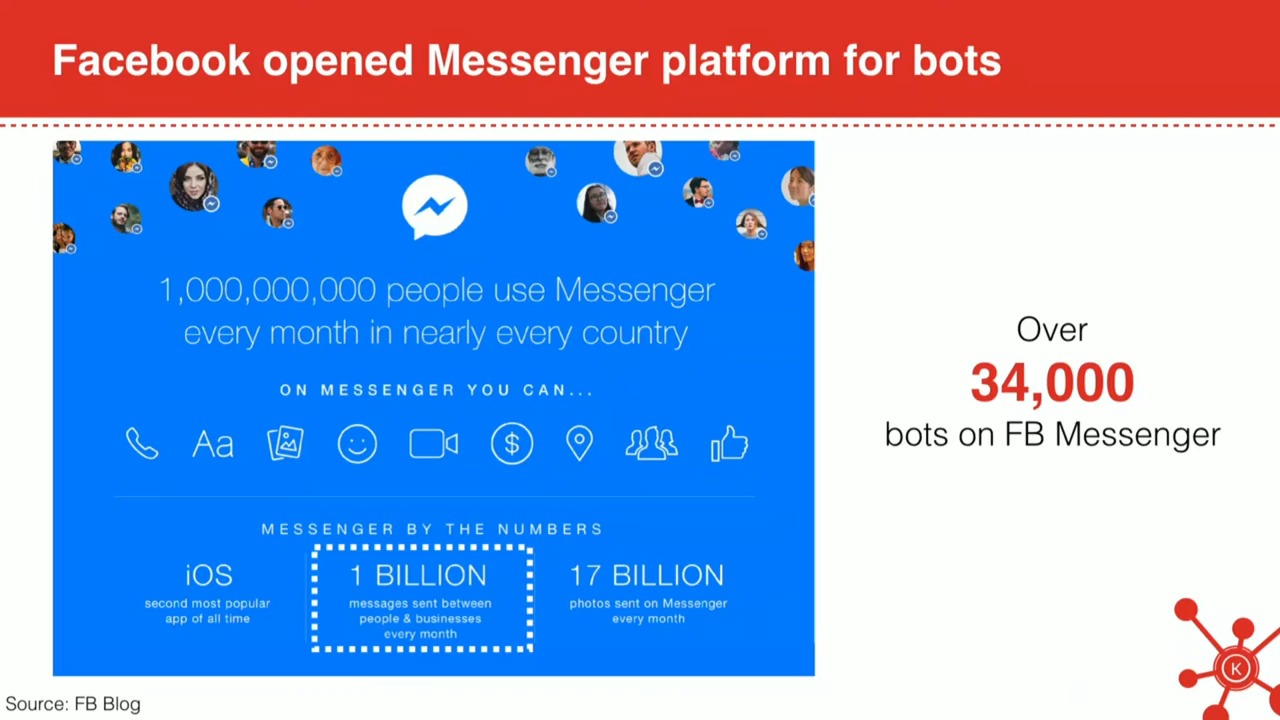 Facebook opened Messenger platform for bots
1,000,000,000 people use Messenger
every month in nearly every country
ON MESSENGER YOU CAN...
Aa
$
MESSENGER BY THE NUMBERS
iOS
second most popular
app of all time
1 BILLION
messages sent between
people & businesses
every month
17 BILLION
photos sent on Messenger
every month
Over
34,000
bots on FB Messenger
K
Source: FB Blog